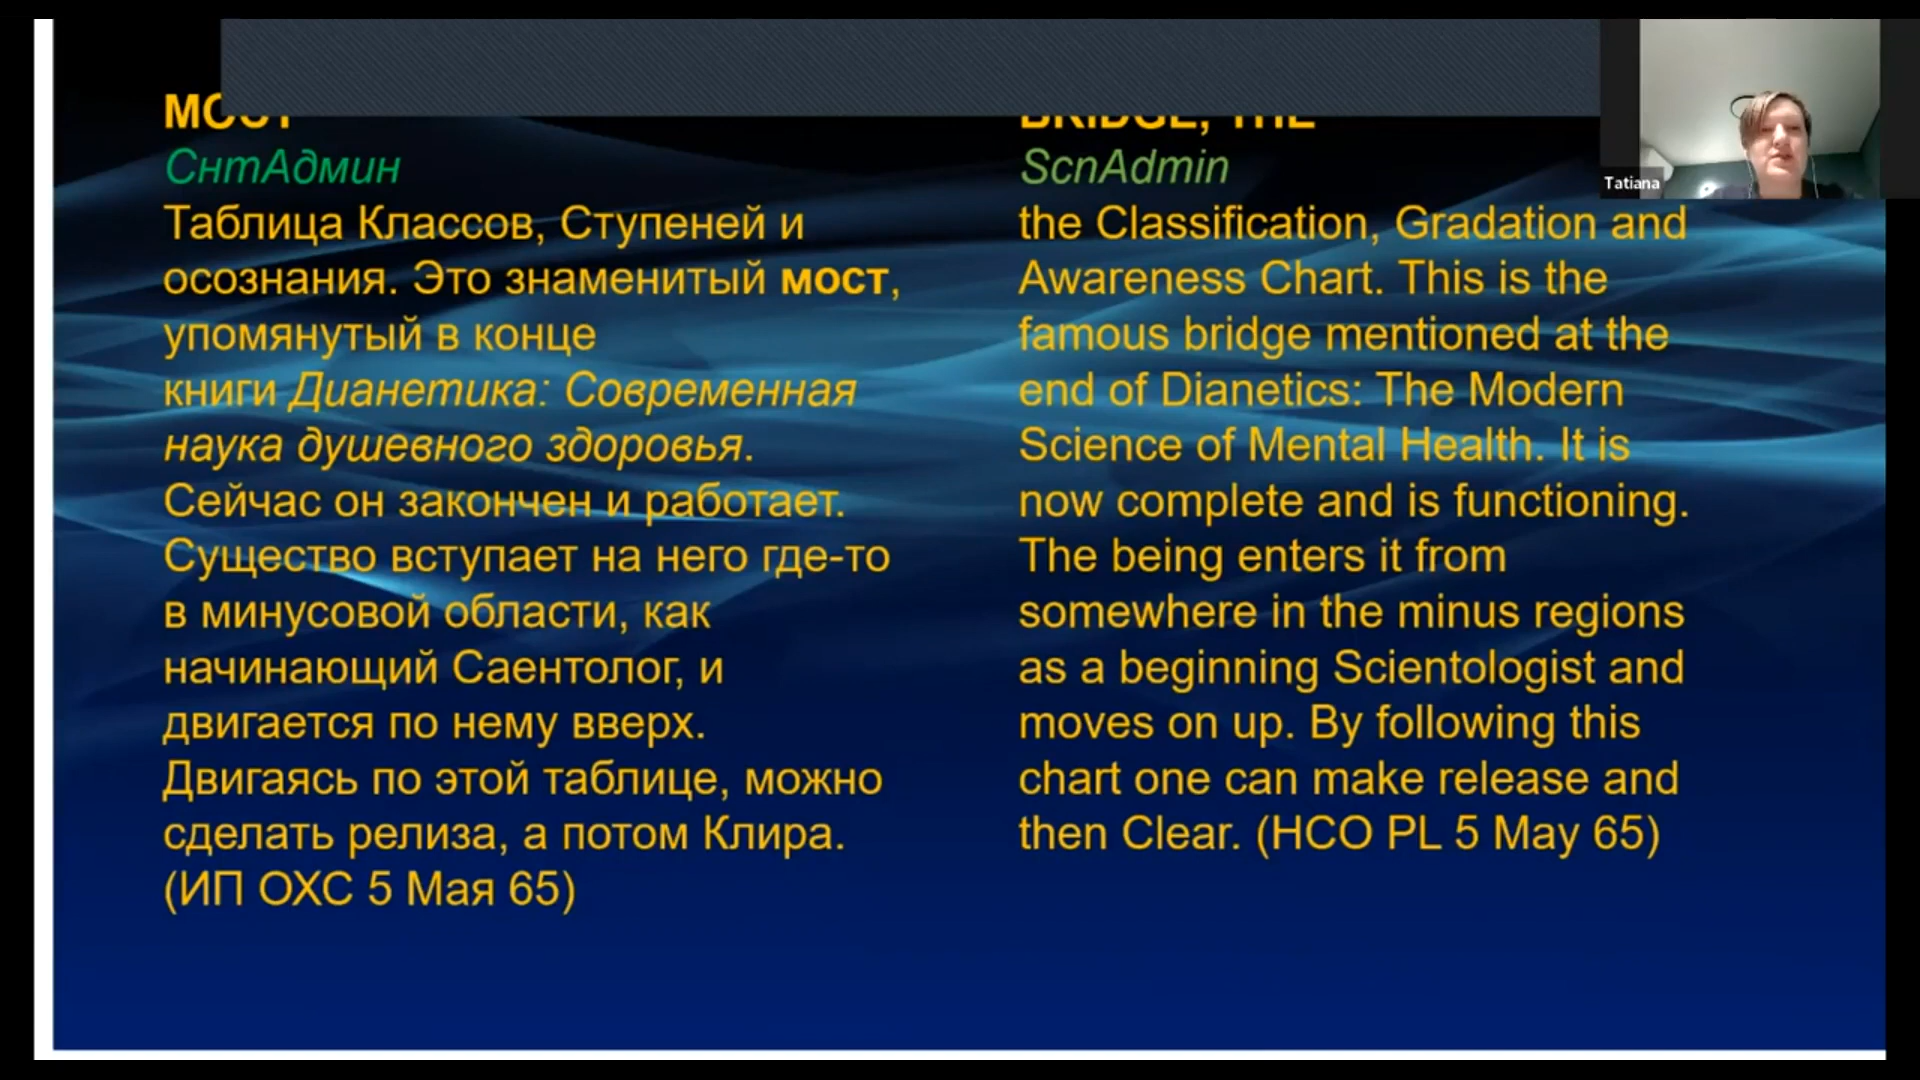 МОСТ
СнтАдмин
Таблица Классов, Ступеней и
осознания. Это знаменитый мост,
упомянутый в конце
книги Дианетика: Современная
наука душевного здоровья.
Сейчас он закончен и работает.
Существо вступает на него где-то
в минусовой области, как
начинающий Саентолог, и
двигается по нему вверх.
Двигаясь по этой таблице, можно
сделать релиза, а потом Клира.
(ИП ОХС 5 Мая 65)
BRIDGE, THE
ScnAdmin
the Classification, Gradation and
Awareness Chart. This is the
famous bridge mentioned at the
end of Dianetics: The Modern
Science of Mental Health. It is
now complete and is functioning.
The being enters it from
somewhere in the minus regions
as a beginning Scientologist and
moves on up. By following this
chart one can make release and
then Clear. (HCO PL 5 May 65)
Tatiana